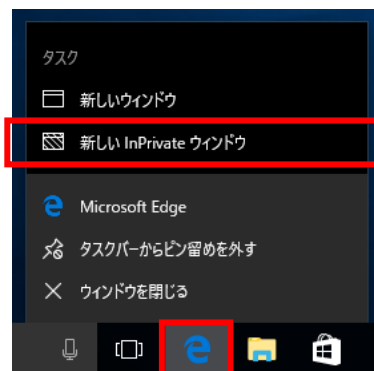 タスク
新しいウィンドウ
新しい InPrivate ウィンドウ
Microsoft Edge
タスクバーからピン留めを外す
ウィンドウを閉じる